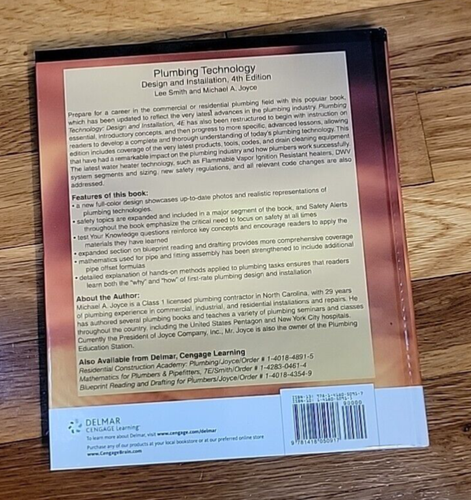 Plumbing Technology
Design and Installation, 4th Edition
Lee Smith and Michael A. Joyce
Prepare for a career in the commercial or residential plumbing field with this popular book,
which has been updated to reflect the very latest advances in the plumbing industry. Plumbing
Technology: Design and Installation, 4E has also been restructured to begin with instruction on
essential, introductory concepts, and then progress to more specific, advanced lessons, allowing
readers to develop a complete and thorough understanding of today's plumbing technology. This
edition includes coverage of the very latest products, tools, codes, and drain cleaning equipment
that have had a remarkable impact on the plumbing industry and how plumbers work successfully.
The latest water heater technology, such as Flammable Vapor Ignition Resistant heaters, DWV
system segments and sizing, new safety regulations, and all relevant code changes are also
addressed.
Features of this book:
• a new full-color design showcases up-to-date photos and realistic representations of
plumbing technologies.
• safety topics are expanded and included in a major segment of the book, and Safety Alerts
throughout the book emphasize the critical need to focus on safety at all times
• test Your Knowledge questions reinforce key concepts and encourage readers to apply the
materials they have learned
• expanded section on blueprint reading and drafting provides more comprehensive coverage
• mathematics used for pipe and fitting assembly has been strengthened to include additional
pipe offset formulas
• detailed explanation of hands-on methods applied to plumbing tasks ensures that readers
learn both the "why" and "how" of first-rate plumbing design and installation
About the Author:
Michael A. Joyce is a Class 1 licensed plumbing contractor in North Carolina, with 29 years
of plumbing experience in commercial, industrial, and residential installations and repairs. He
has authored several plumbing books and teaches a variety of plumbing seminars and classes
throughout the country, including the United States Pentagon and New York City hospitals.
Currently the President of Joyce Company, Inc., Mr. Joyce is also the owner of the Plumbing
Education Station.
Also Available from Delmar, Cengage Learning
Residential Construction Academy: Plumbing/Joyce/Order # 1-4018-4891-5
Mathematics for Plumbers & Pipefitters, 7E/Smith/Order # 1-4283-0461-4
Blueprint Reading and Drafting for Plumbers/Joyce/Order # 1-4018-4354-9
DELMAR
CENGAGE Learning
To learn more about Delmar, visit www.cengage.com/delmar
Purchase any of our products at your local bookstore or at our preferred online store
www.CengageBrain.com
90000